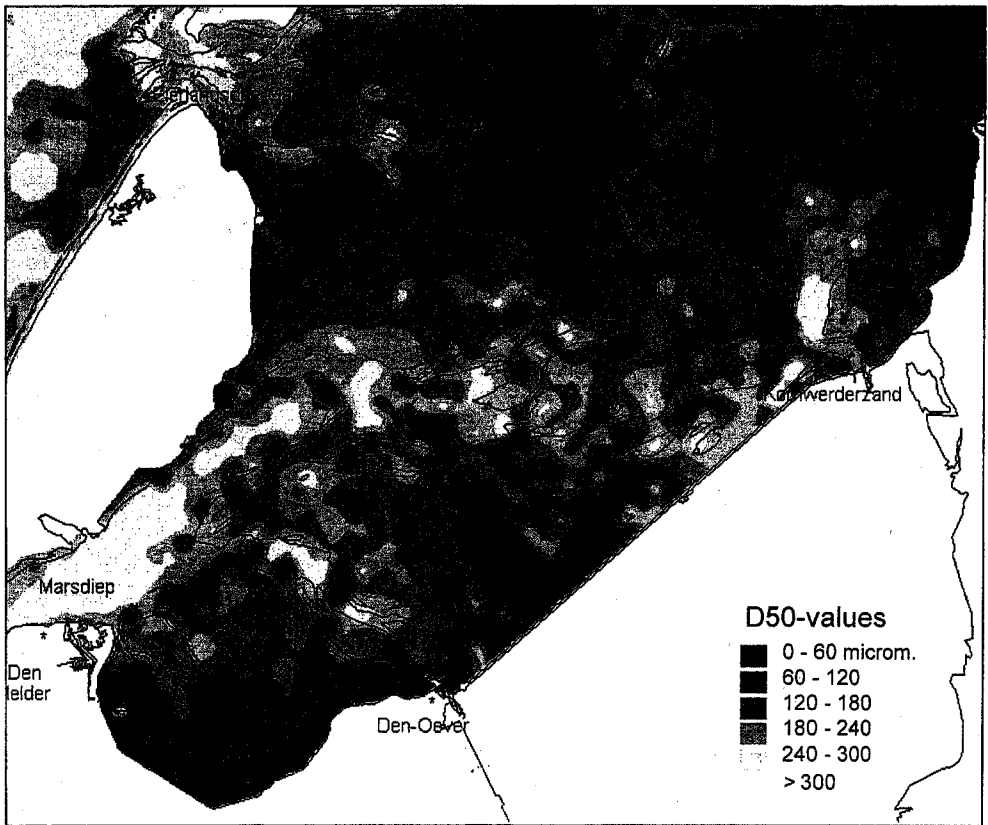 Kornwerderzand
Marsdiep
Den
Helder
Den-Oever
D50-values
0 - 60 microm.
60 - 120
120 - 180
180 - 240
240 - 300
> 300